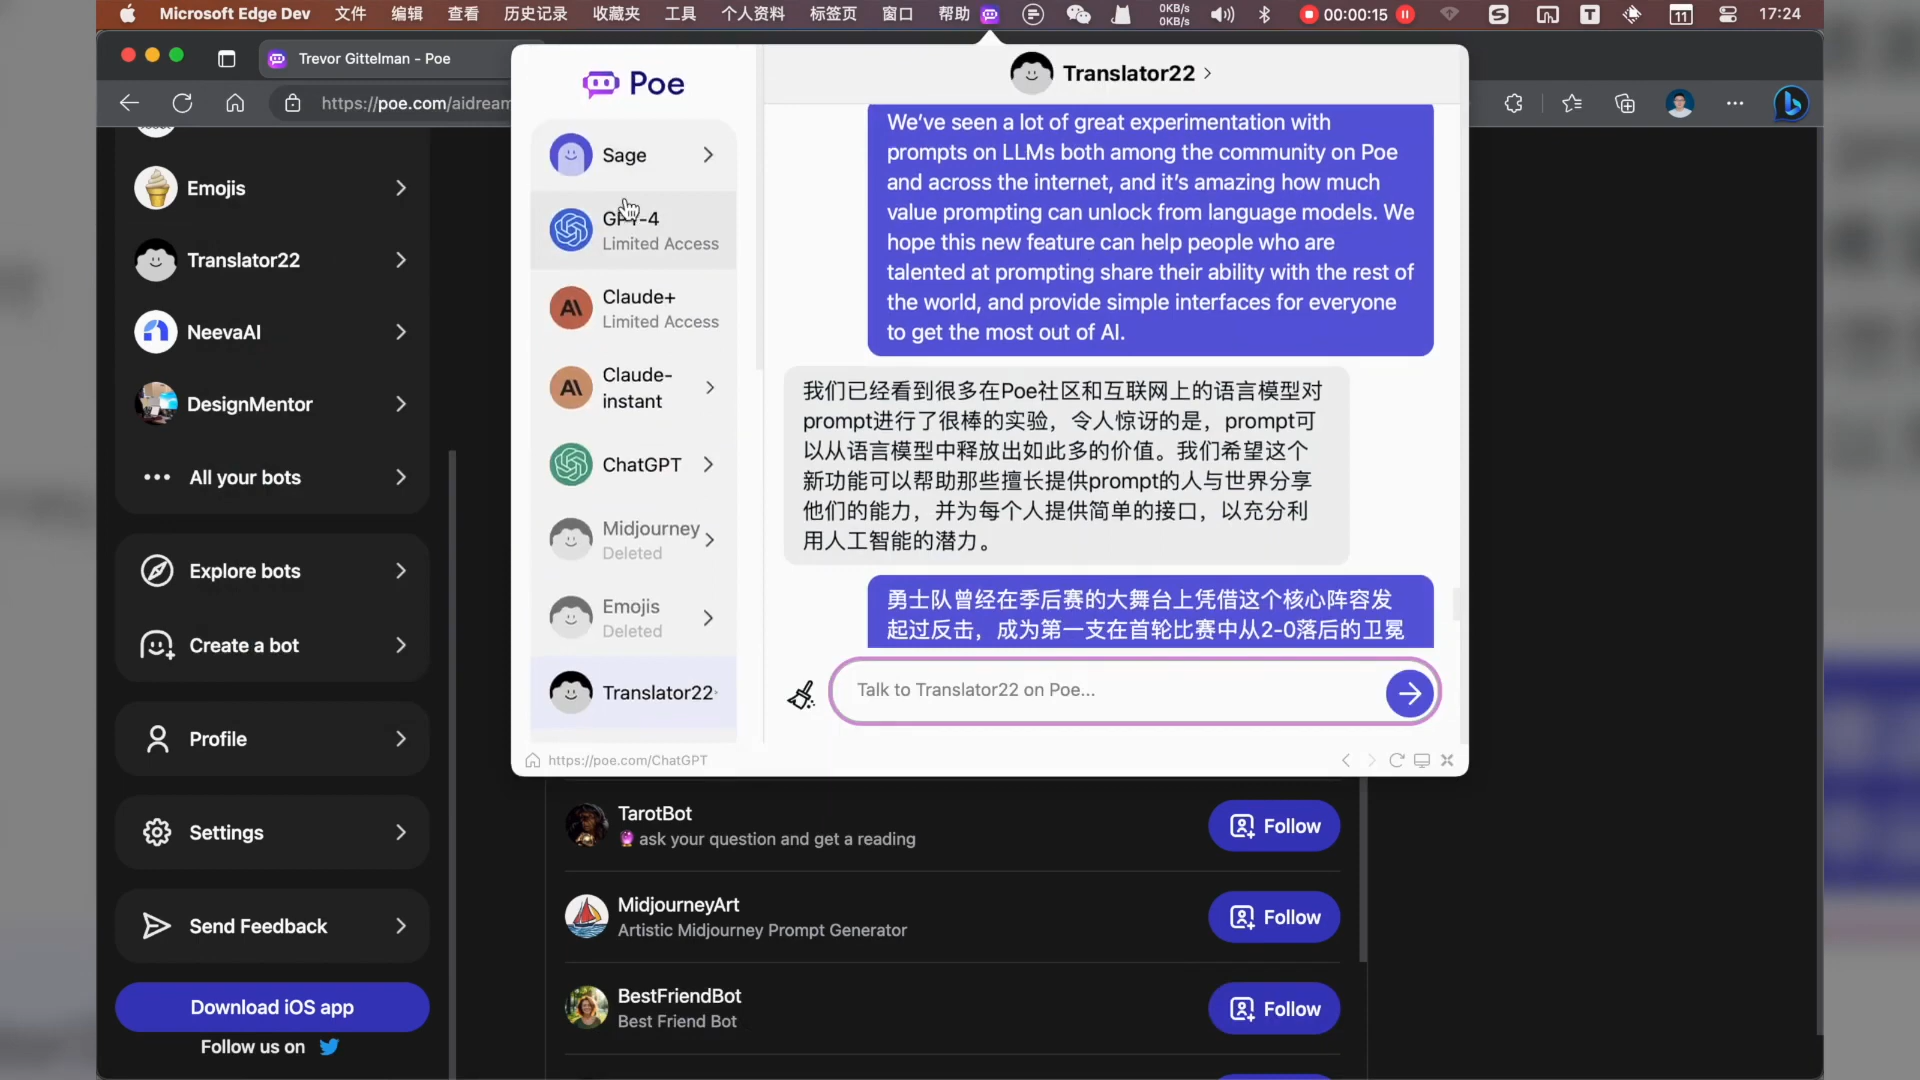 Microsoft Edge Dev 文件 编辑 查看 历史记录 收藏夹 工具 个人资料 标签页 窗口 帮助 0KB/s 0KB/s 00:00:15 11 17:24
Trevor Gittelman - Poe
https://poe.com/aidream
Emojis
Translator22
NeevaAI
DesignMentor
All your bots
Explore bots
Create a bot
Profile
Settings
Send Feedback
Download iOS app
Follow us on
Poe
Sage
GPT-4
Limited Access
Claude+
Limited Access
Claude-
instant
ChatGPT
Midjourney
Deleted
Emojis
Deleted
Translator22
https://poe.com/ChatGPT
Translator22
We've seen a lot of great experimentation with
prompts on LLMs both among the community on Poe
and across the internet, and it's amazing how much
value prompting can unlock from language models. We
hope this new feature can help people who are
talented at prompting share their ability with the rest of
the world, and provide simple interfaces for everyone
to get the most out of AI.
我们已经看到很多在Poe社区和互联网上的语言模型对
prompt进行了很棒的实验，令人惊讶的是，prompt可
以从语言模型中释放出如此多的价值。我们希望这个
新功能可以帮助那些擅长提供prompt的人与世界分享
他们的能力，并为每个人提供简单的接口，以充分利
用人工智能的潜力。
勇士队曾经在季后赛的大舞台上凭借这个核心阵容发
起过反击，成为第一支在首轮比赛中从2-0落后的卫冕
Talk to Translator22 on Poe...
TarotBot
ask your question and get a reading
Follow
MidjourneyArt
Artistic Midjourney Prompt Generator
Follow
BestFriendBot
Best Friend Bot
Follow